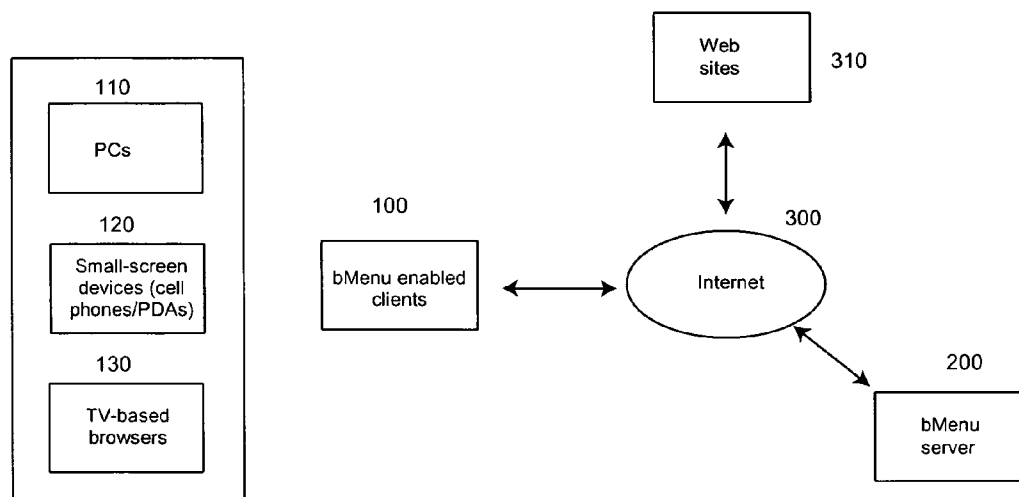 110
PCs
120
Small-screen
devices (cell
phones/PDAs)
130
TV-based
browsers
100
bMenu enabled
clients
Web
sites
310
300
Internet
200
bMenu
server